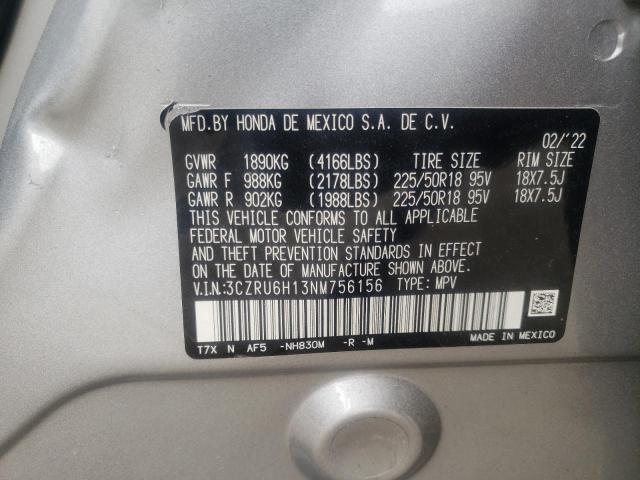 MFD.BY HONDA DE MEXICO S.A. DE C.V.
02/'22
GVWR 1890KG (4166LBS) TIRE SIZE RIM SIZE
GAWR F 988KG (2178LBS) 225/50R18 95V 18X7.5J
GAWR R 902KG (1988LBS) 225/50R18 95V 18X7.5J
THIS VEHICLE CONFORMS TO ALL APPLICABLE
FEDERAL MOTOR VEHICLE SAFETY
AND THEFT PREVENTION STANDARDS IN EFFECT
ON THE DATE OF MANUFACTURE SHOWN ABOVE.
V.I.N:3CZRU6H13NM756156 TYPE: MPV
T7X N AF5 -NH830M -R -M
MADE IN MEXICO